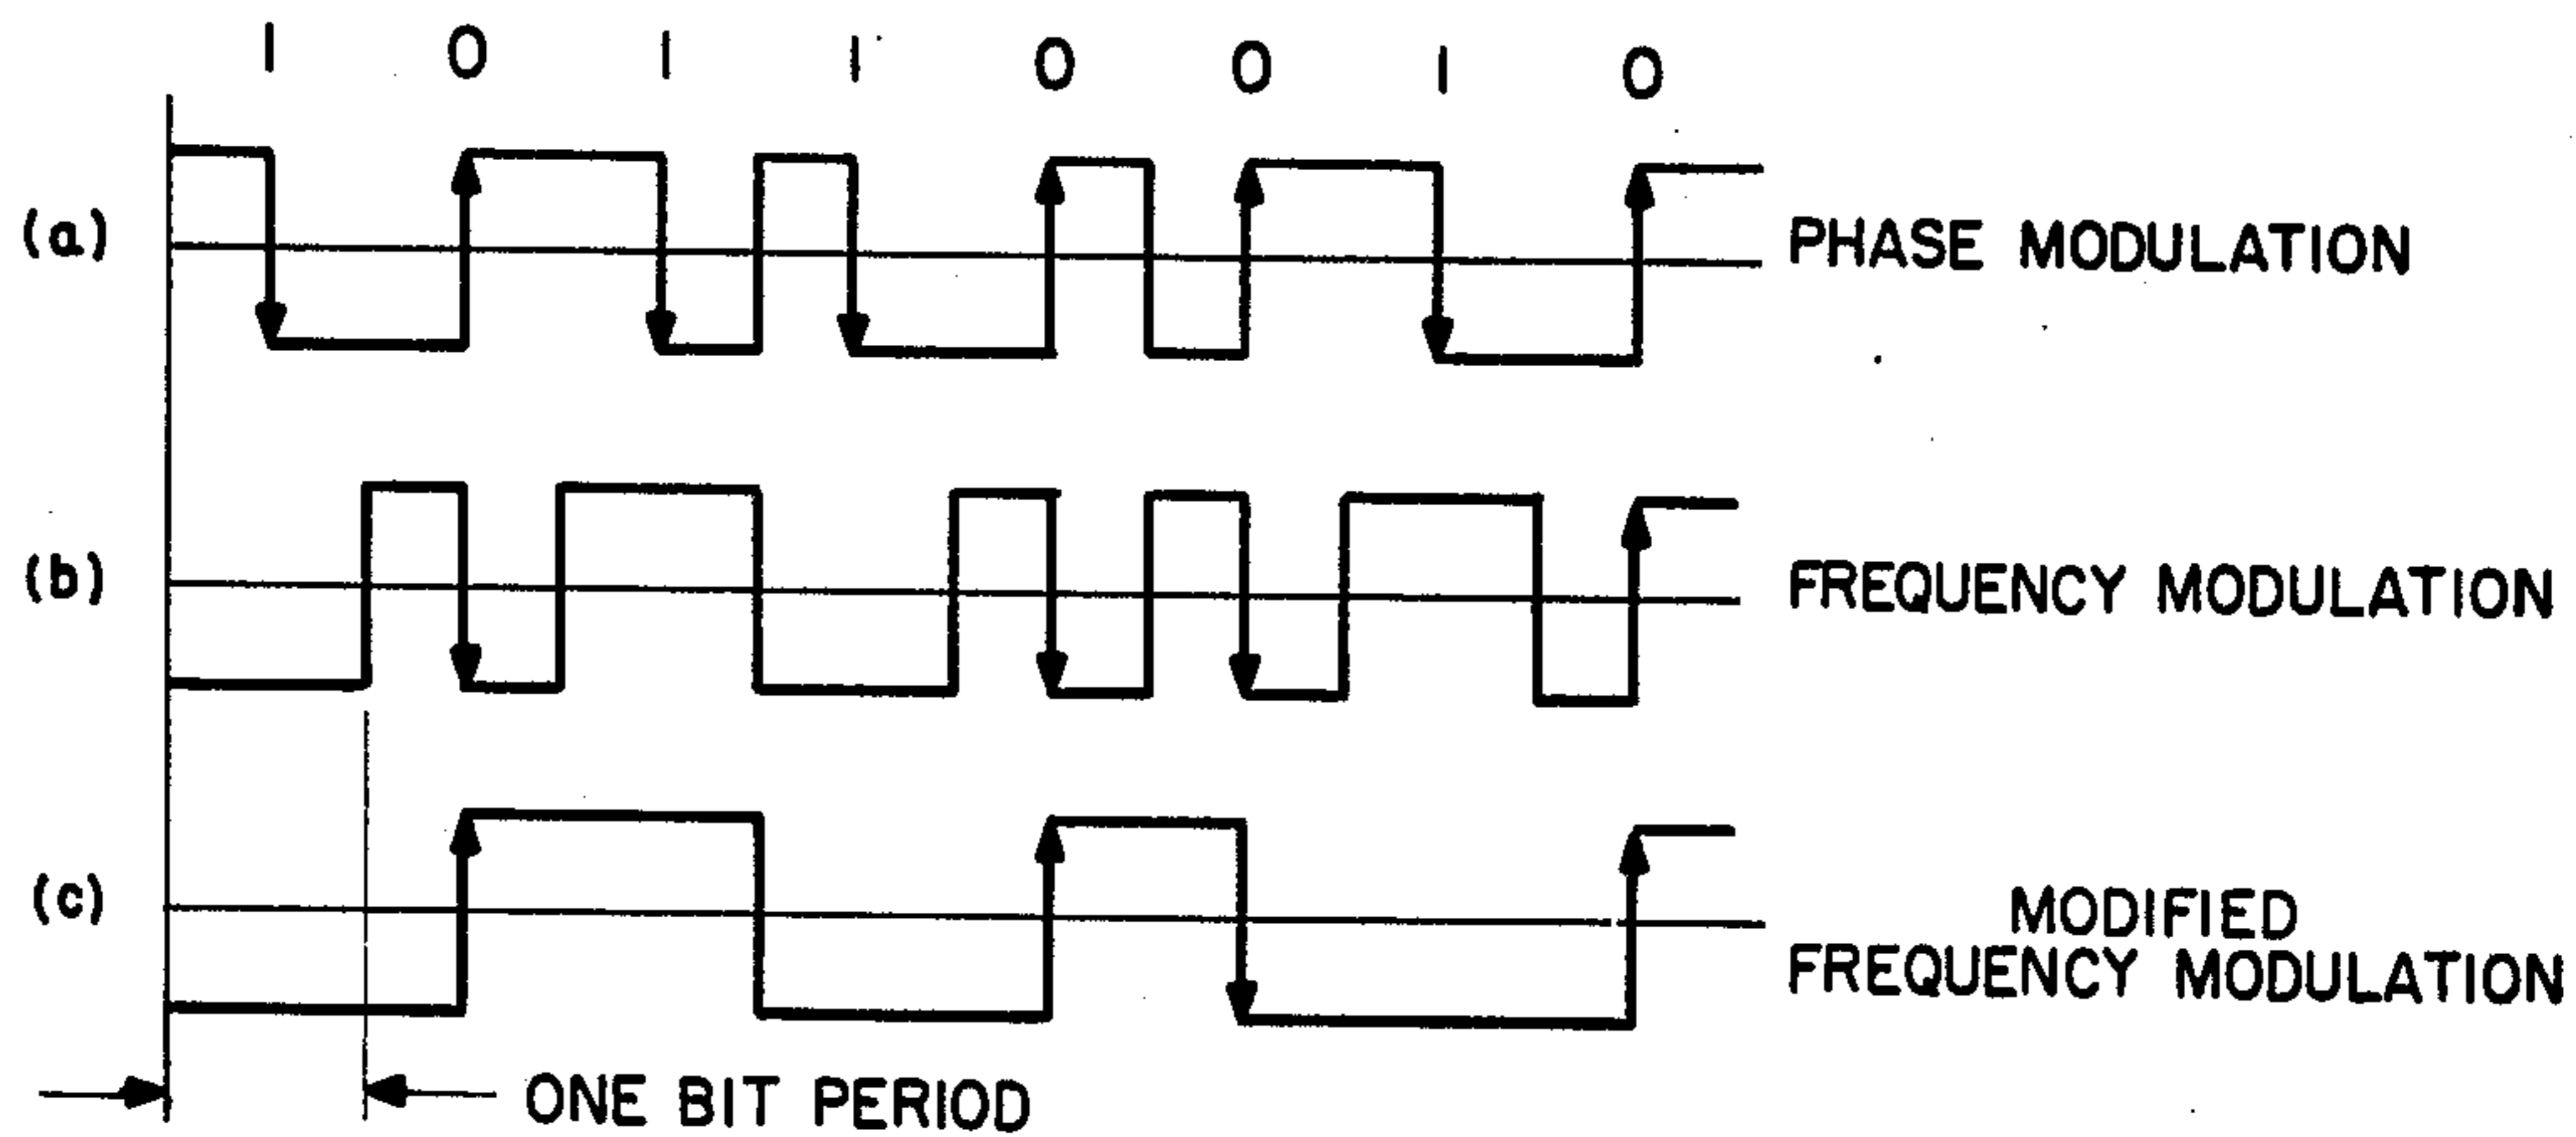 1 0 1 1 0 0 1 0
(a)
PHASE MODULATION
(b)
FREQUENCY MODULATION
(c)
MODIFIED
FREQUENCY MODULATION
ONE BIT PERIOD